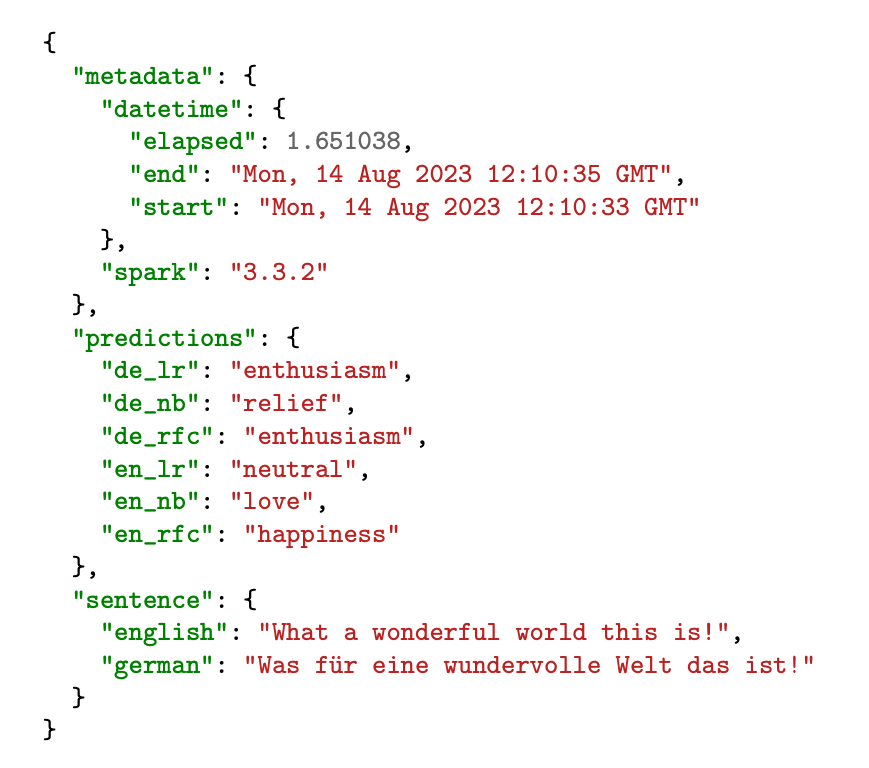 {
  "metadata": {
    "datetime": {
      "elapsed": 1.651038,
      "end": "Mon, 14 Aug 2023 12:10:35 GMT",
      "start": "Mon, 14 Aug 2023 12:10:33 GMT"
    },
    "spark": "3.3.2"
  },
  "predictions": {
    "de_lr": "enthusiasm",
    "de_nb": "relief",
    "de_rfc": "enthusiasm",
    "en_lr": "neutral",
    "en_nb": "love",
    "en_rfc": "happiness"
  },
  "sentence": {
    "english": "What a wonderful world this is!",
    "german": "Was für eine wundervolle Welt das ist!"
  }
}